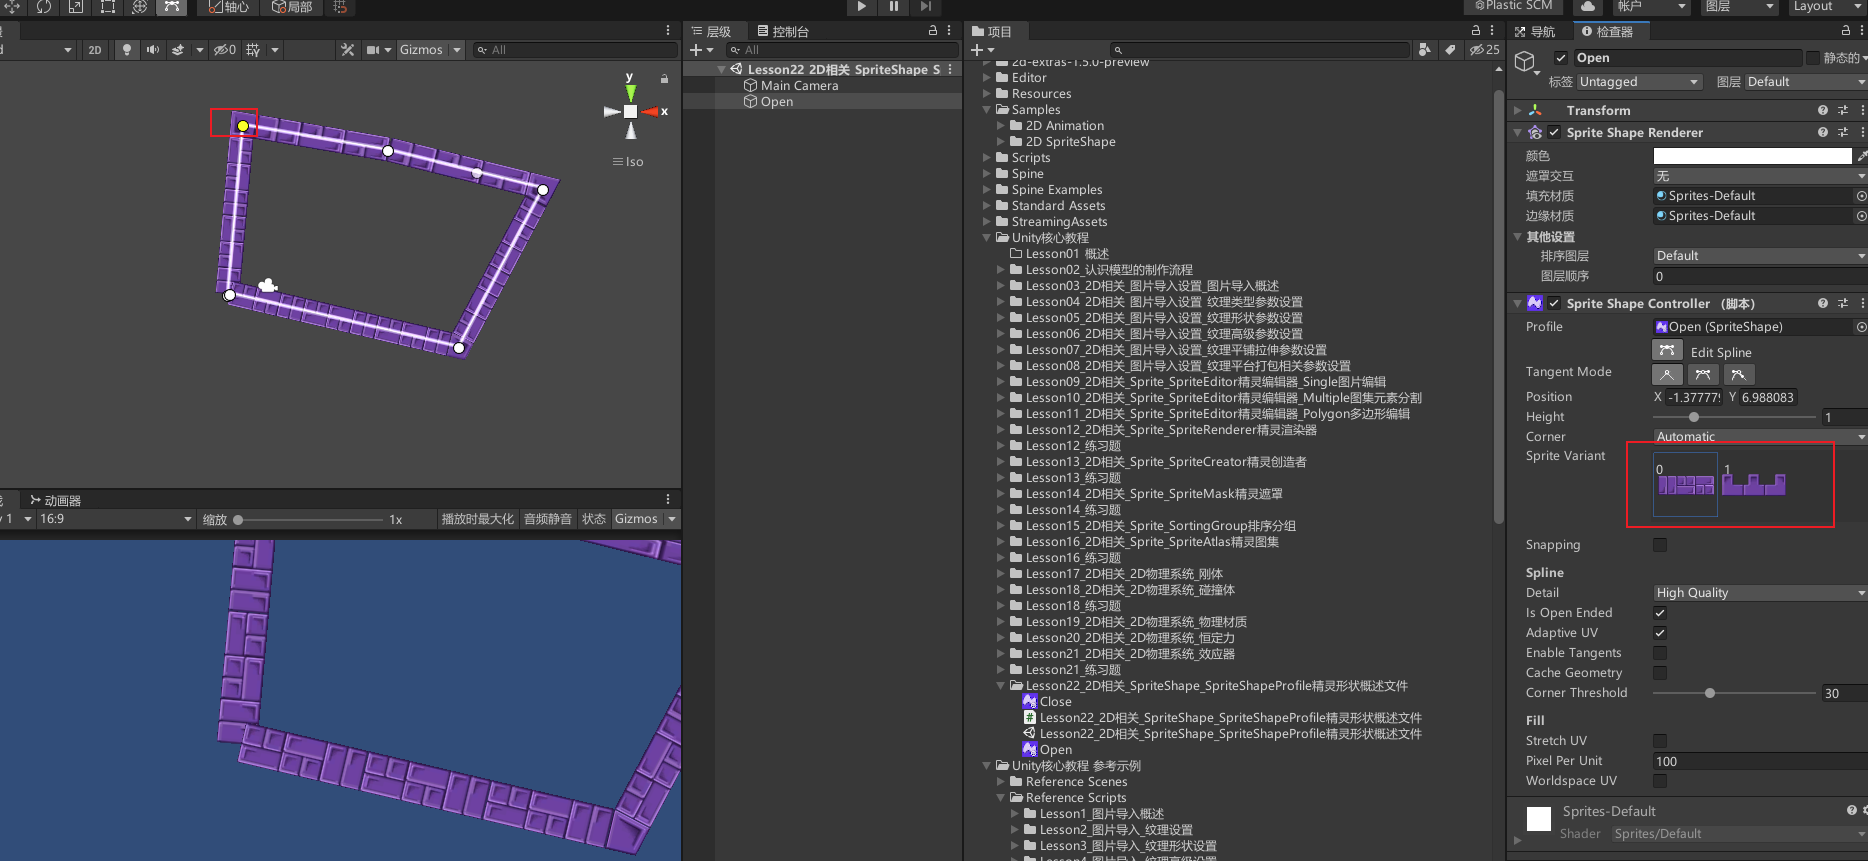 轴心
局部
Plastic SCM
帐户
图层
Layout
2D
0
Gizmos
All
y
x
Iso
动画器
16:9
缩放
1x
播放时最大化
音频静音
状态
Gizmos
层级
控制台
All
Lesson22_2D相关_SpriteShape_S
Main Camera
Open
项目
25
2d-extras-1.5.0-preview
Editor
Resources
Samples
2D Animation
2D SpriteShape
Scripts
Spine
Spine Examples
Standard Assets
StreamingAssets
Unity核心教程
Lesson01 概述
Lesson02_认识模型的制作流程
Lesson03_2D相关_图片导入设置_图片导入概述
Lesson04_2D相关_图片导入设置_纹理类型参数设置
Lesson05_2D相关_图片导入设置_纹理形状参数设置
Lesson06_2D相关_图片导入设置_纹理高级参数设置
Lesson07_2D相关_图片导入设置_纹理平铺拉伸参数设置
Lesson08_2D相关_图片导入设置_纹理平台打包相关参数设置
Lesson09_2D相关_Sprite_SpriteEditor精灵编辑器_Single图片编辑
Lesson10_2D相关_Sprite_SpriteEditor精灵编辑器_Multiple图集元素分割
Lesson11_2D相关_Sprite_SpriteEditor精灵编辑器_Polygon多边形编辑
Lesson12_2D相关_Sprite_SpriteRenderer精灵渲染器
Lesson12_练习题
Lesson13_2D相关_Sprite_SpriteCreator精灵创造者
Lesson13_练习题
Lesson14_2D相关_Sprite_SpriteMask精灵遮罩
Lesson14_练习题
Lesson15_2D相关_Sprite_SortingGroup排序分组
Lesson16_2D相关_Sprite_SpriteAtlas精灵图集
Lesson16_练习题
Lesson17_2D相关_2D物理系统_刚体
Lesson18_2D相关_2D物理系统_碰撞体
Lesson18_练习题
Lesson19_2D相关_2D物理系统_物理材质
Lesson20_2D相关_2D物理系统_恒定力
Lesson21_2D相关_2D物理系统_效应器
Lesson21_练习题
Lesson22_2D相关_SpriteShape_SpriteShapeProfile精灵形状概述文件
Close
Lesson22_2D相关_SpriteShape_SpriteShapeProfile精灵形状概述文件
Lesson22_2D相关_SpriteShape_SpriteShapeProfile精灵形状概述文件
Open
Unity核心教程 参考示例
Reference Scenes
Reference Scripts
Lesson1_图片导入概述
Lesson2_图片导入_纹理设置
Lesson3_图片导入_纹理形状设置
Lesson4_图片导入_纹理高级设置
导航
检查器
Open
静态的
标签 Untagged
图层 Default
Transform
Sprite Shape Renderer
颜色
遮罩交互 无
填充材质 Sprites-Default
边缘材质 Sprites-Default
其他设置
排序图层 Default
图层顺序 0
Sprite Shape Controller （脚本）
Profile Open (SpriteShape)
Edit Spline
Tangent Mode
Position X -1.37779 Y 6.988083
Height 1
Corner Automatic
Sprite Variant 0 1
Snapping
Spline
Detail High Quality
Is Open Ended
Adaptive UV
Enable Tangents
Cache Geometry
Corner Threshold 30
Fill
Stretch UV
Pixel Per Unit 100
Worldspace UV
Sprites-Default
Shader Sprites/Default